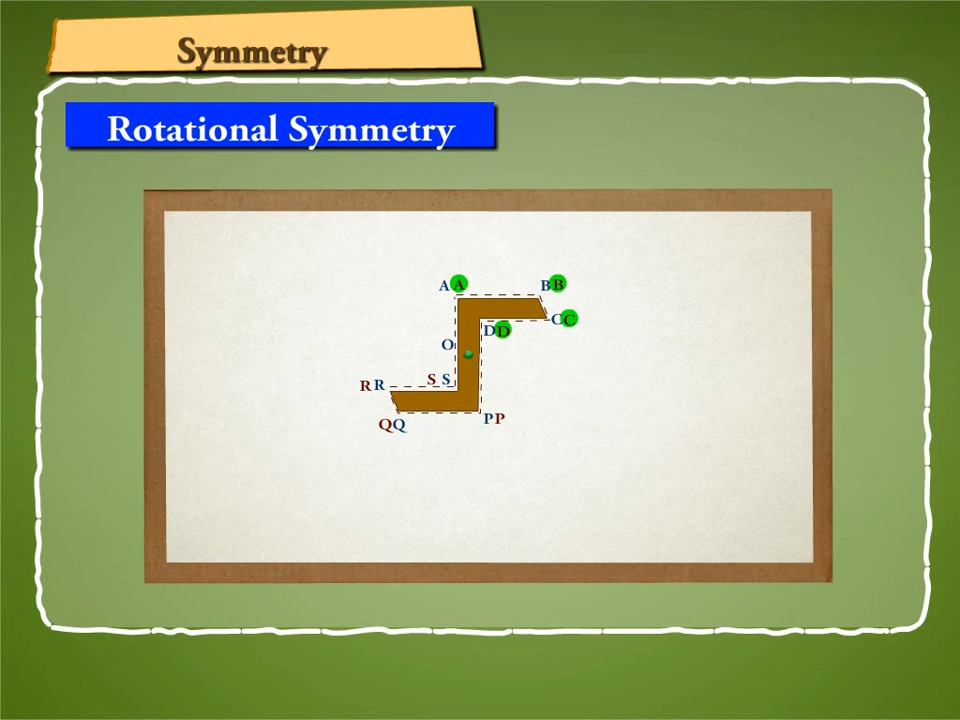 Symmetry
Rotational Symmetry
A A B B
D D C C
O
R R S S
Q Q P P